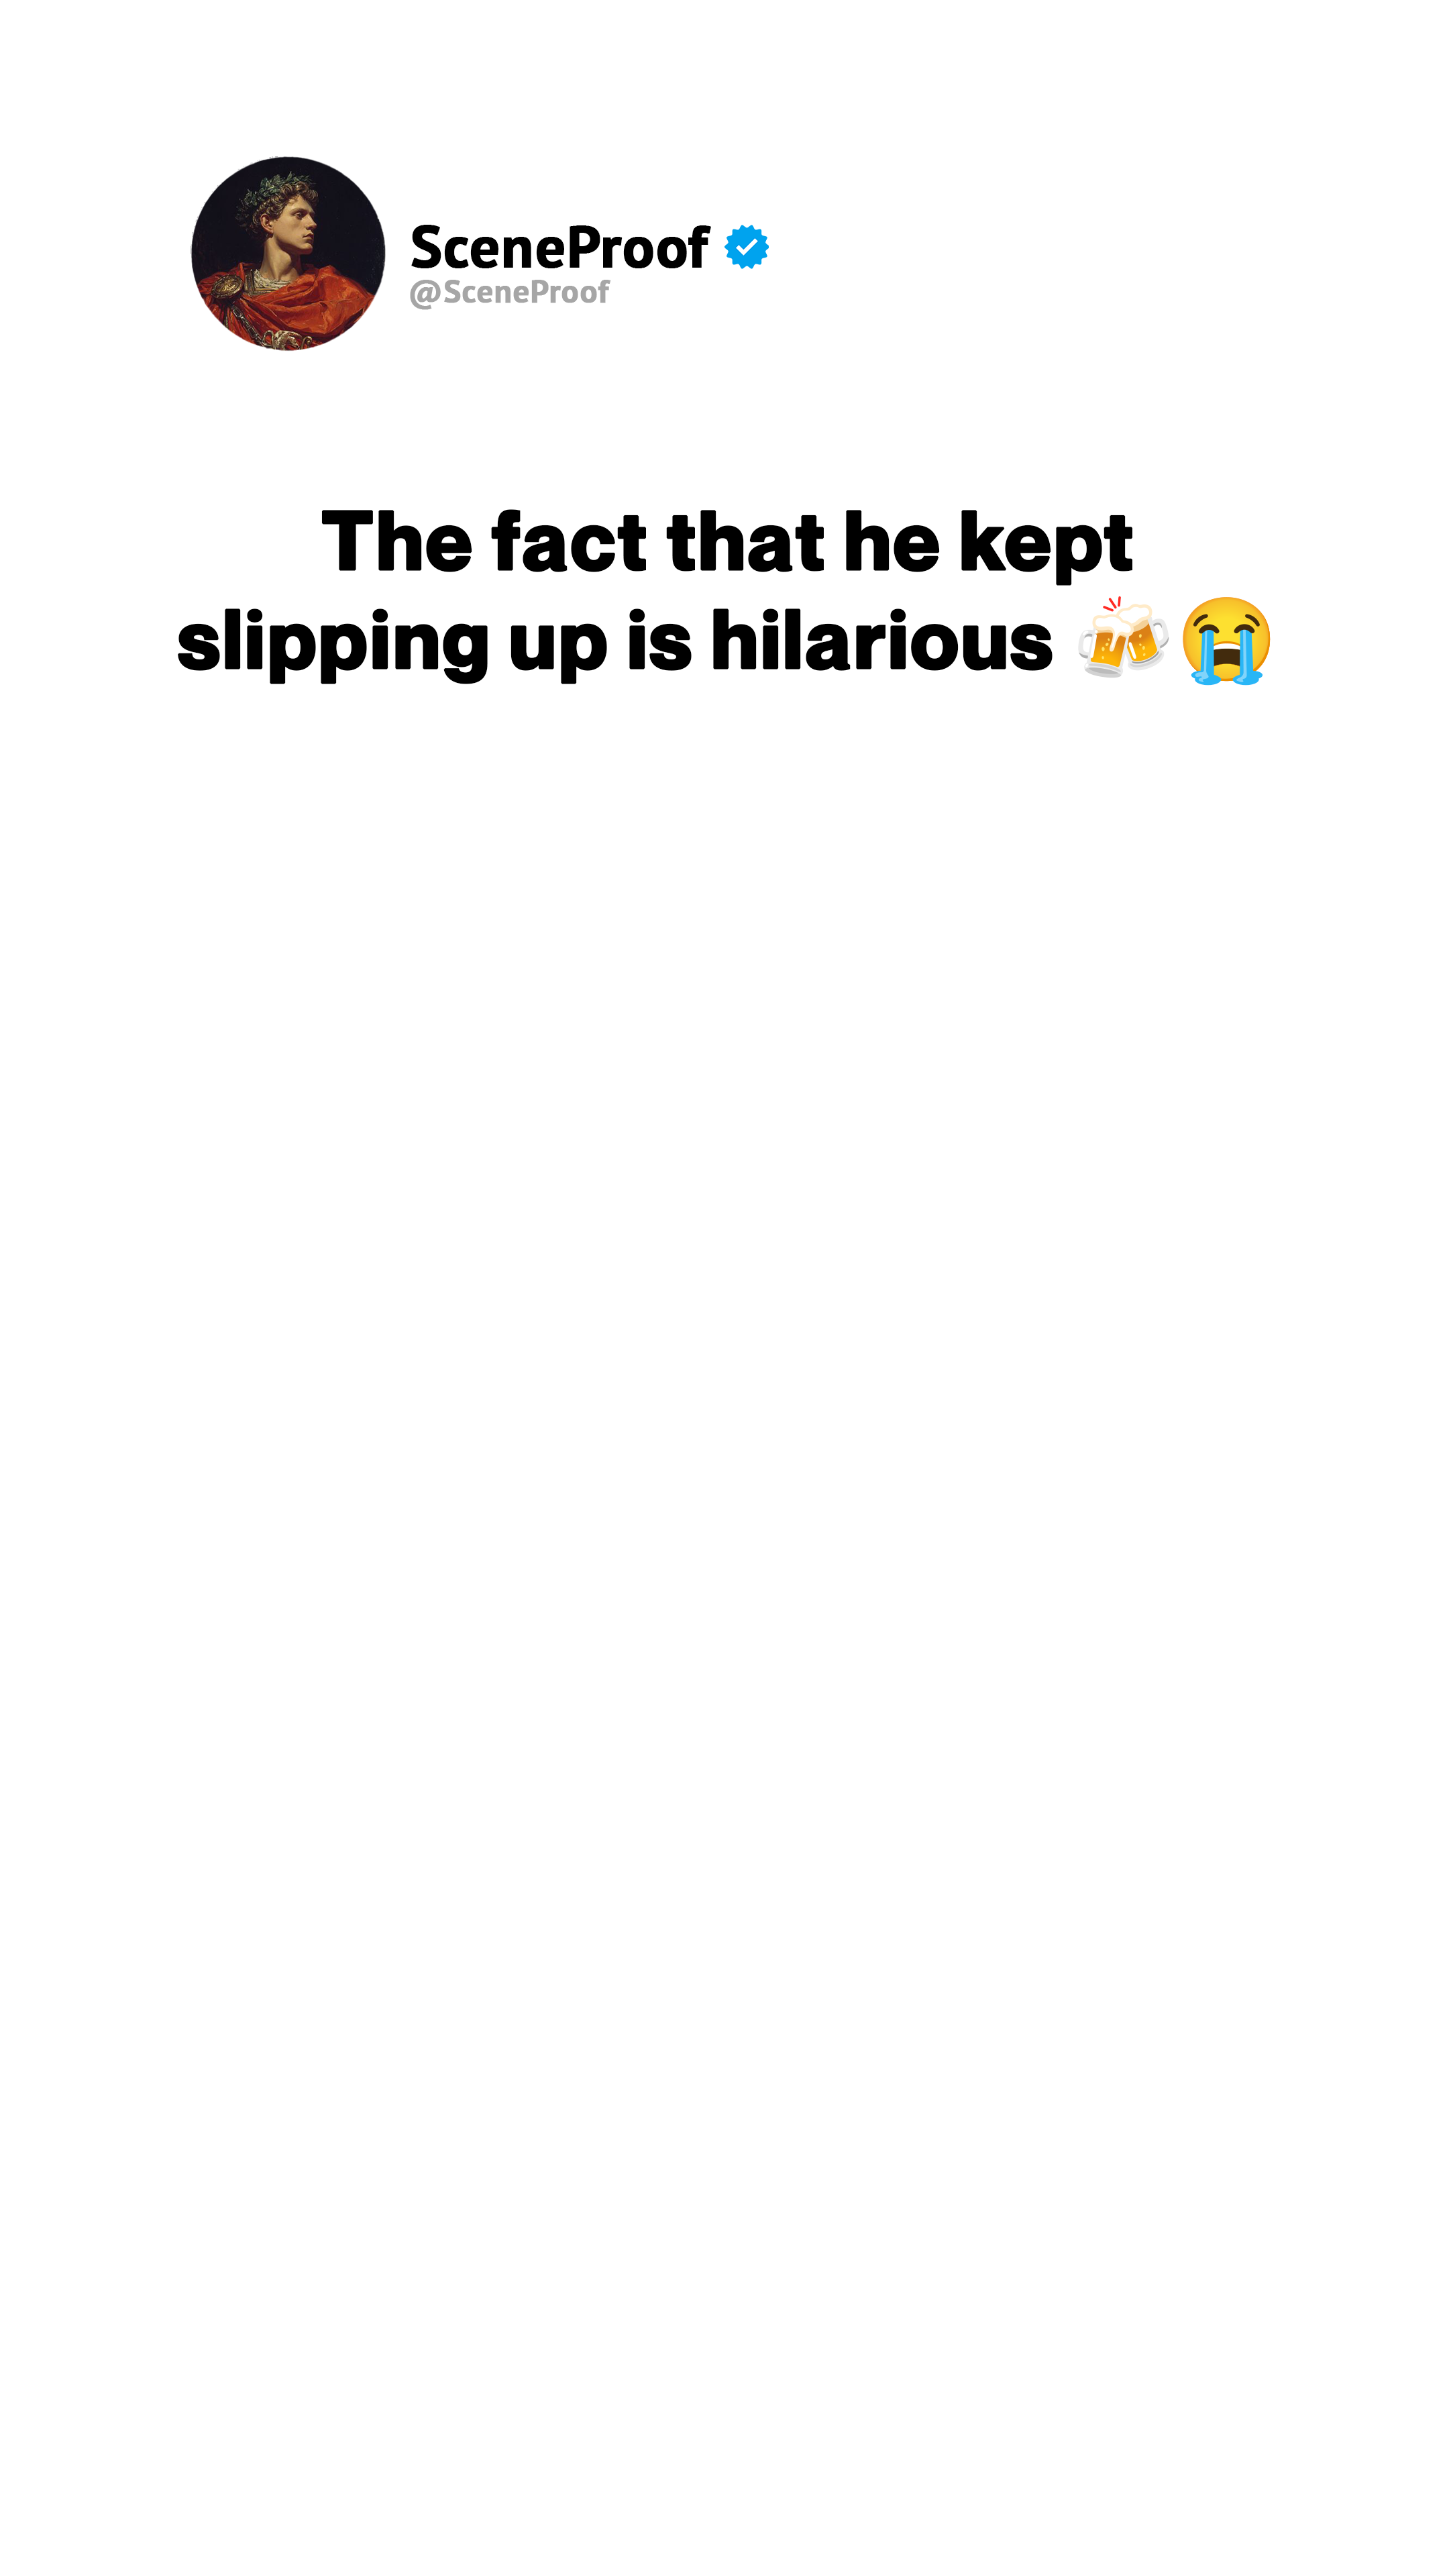 SceneProof
@SceneProof
The fact that he kept
slipping up is hilarious 🍻😭